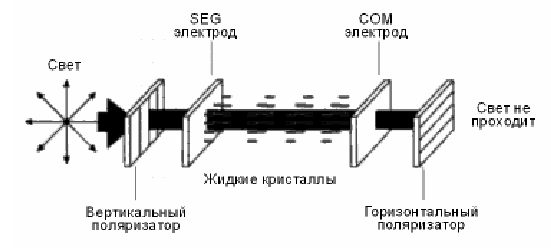 SEG
электрод
COM
электрод
Свет
Свет не
проходит
Жидкие кристаллы
Вертикальный
поляризатор
Горизонтальный
поляризатор